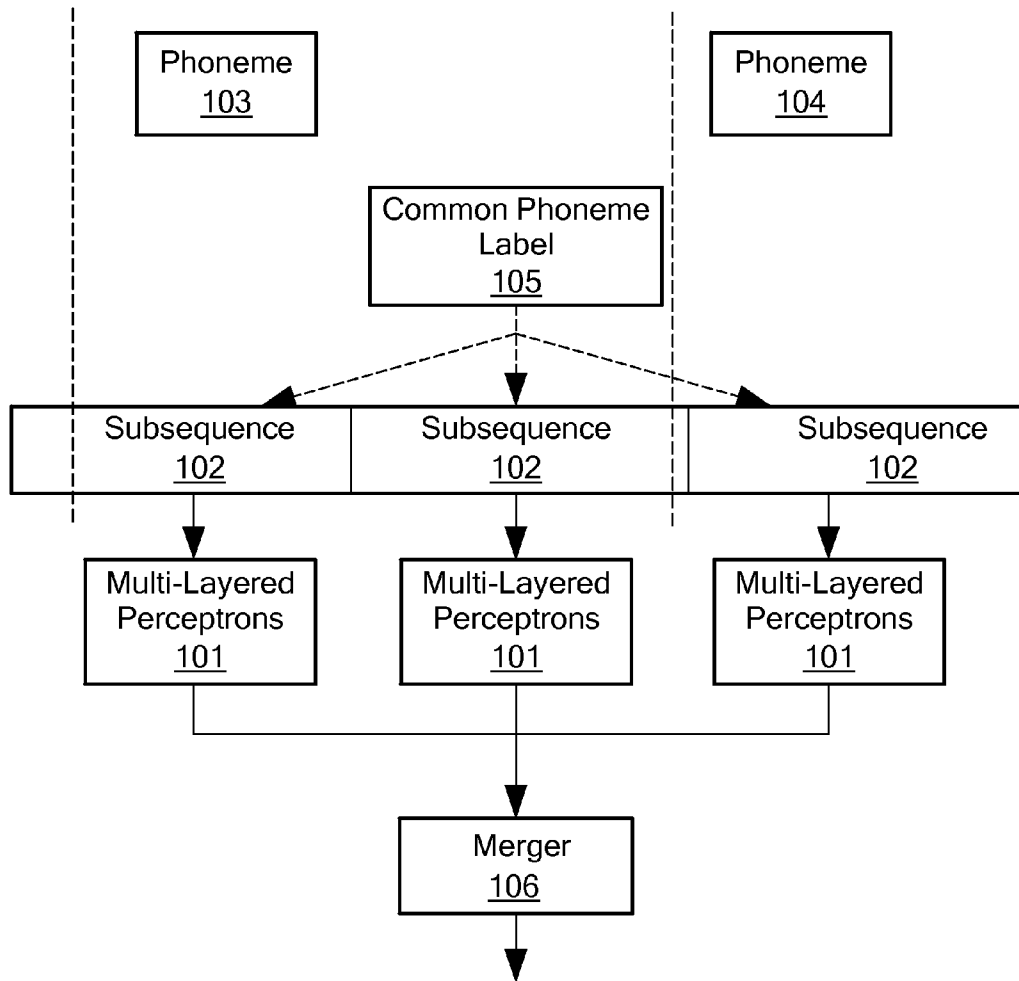 Phoneme
103
Phoneme
104
Common Phoneme
Label
105
Subsequence
102
Subsequence
102
Subsequence
102
Multi-Layered
Perceptrons
101
Multi-Layered
Perceptrons
101
Multi-Layered
Perceptrons
101
Merger
106